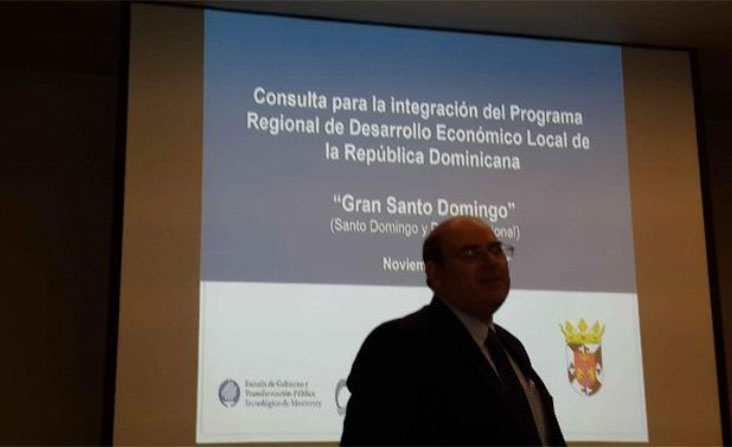 Consulta para la integración del Programa
Regional de Desarrollo Económico Local de
la República Dominicana
“Gran Santo Domingo”
(Santo Domingo y
Escuela de Gobierno y
Transformación Pública
Tecnológico de Monterrey